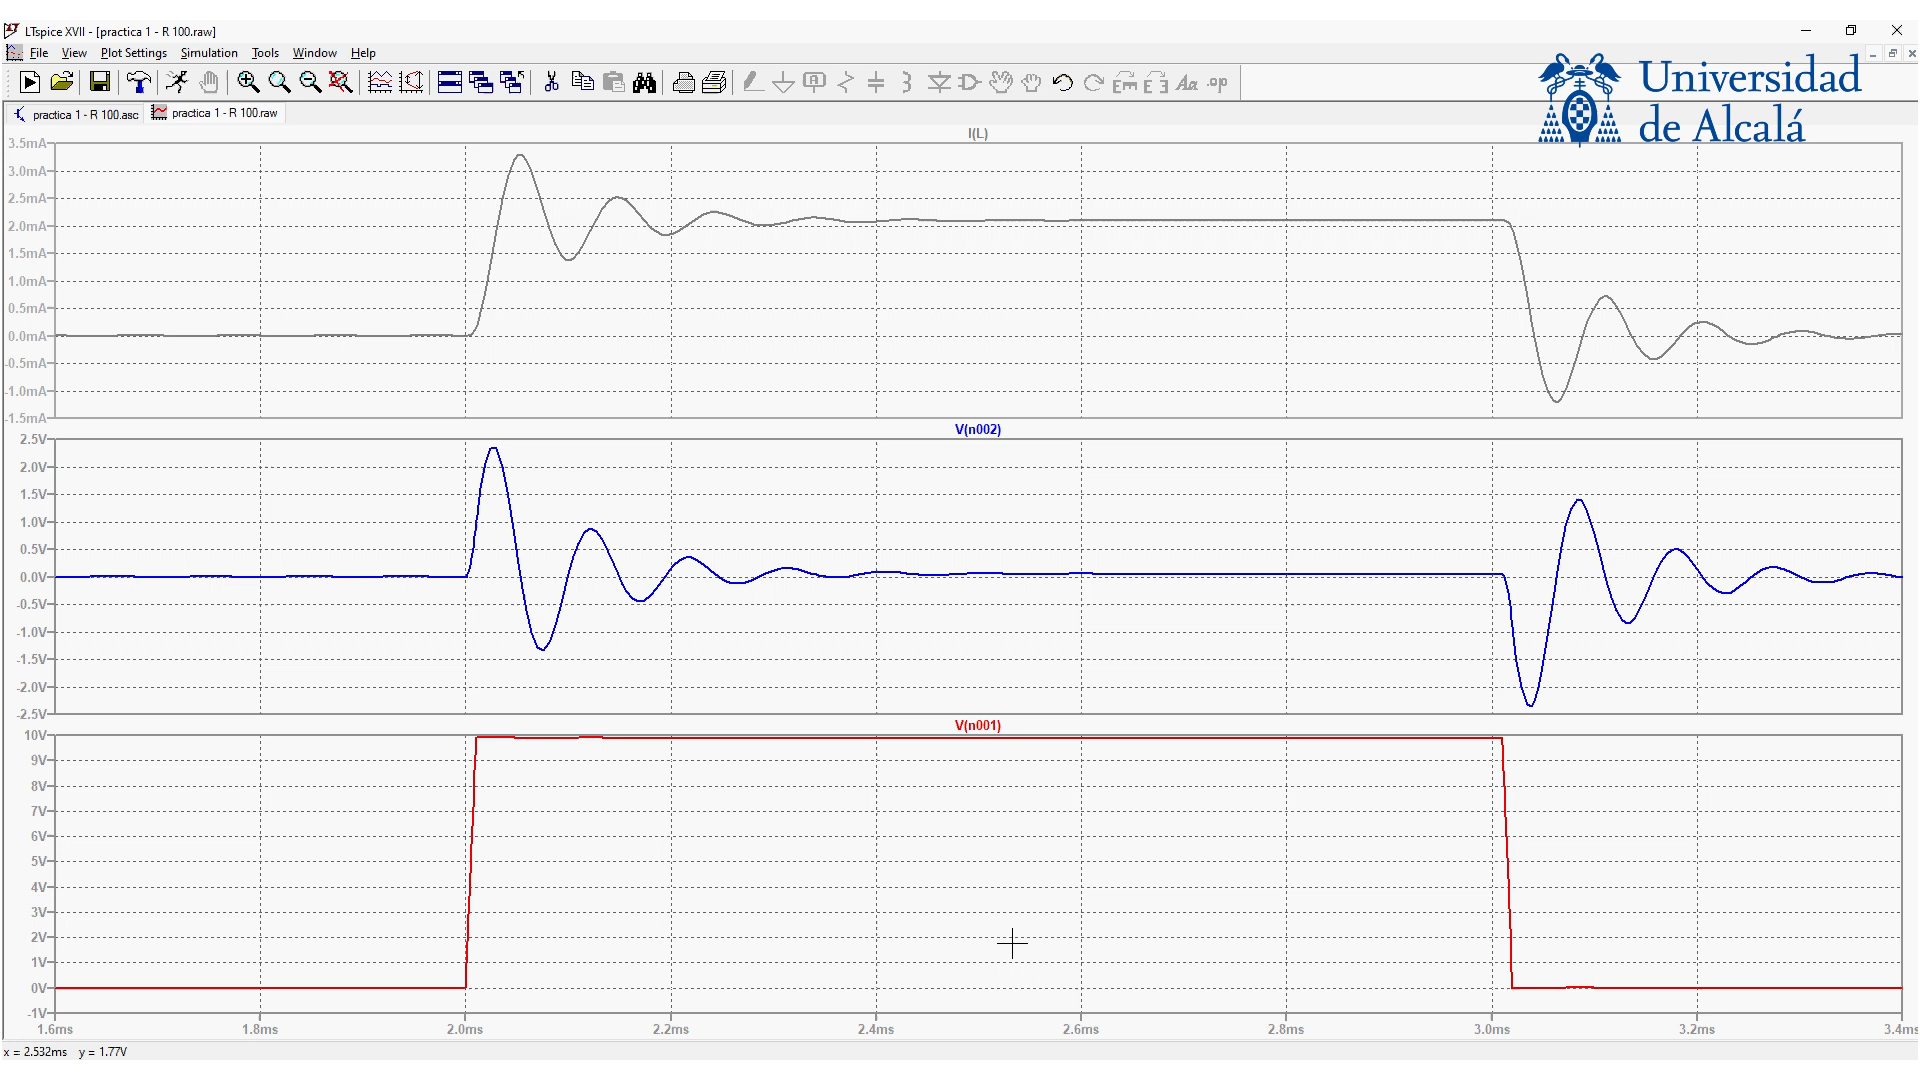 LTspice XVII - [practica 1 - R 100.raw]
File View Plot Settings Simulation Tools Window Help
Aa .op
Universidad
de Alcalá
practica 1 - R 100.asc practica 1 - R 100.raw
I(L)
3.5mA
3.0mA
2.5mA
2.0mA
1.5mA
1.0mA
0.5mA
0.0mA
-0.5mA
-1.0mA
-1.5mA
V(n002)
2.5V
2.0V
1.5V
1.0V
0.5V
0.0V
-0.5V
-1.0V
-1.5V
-2.0V
-2.5V
V(n001)
10V
9V
8V
7V
6V
5V
4V
3V
2V
1V
0V
-1V
1.6ms 1.8ms 2.0ms 2.2ms 2.4ms 2.6ms 2.8ms 3.0ms 3.2ms 3.4ms
x = 2.532ms y = 1.77V